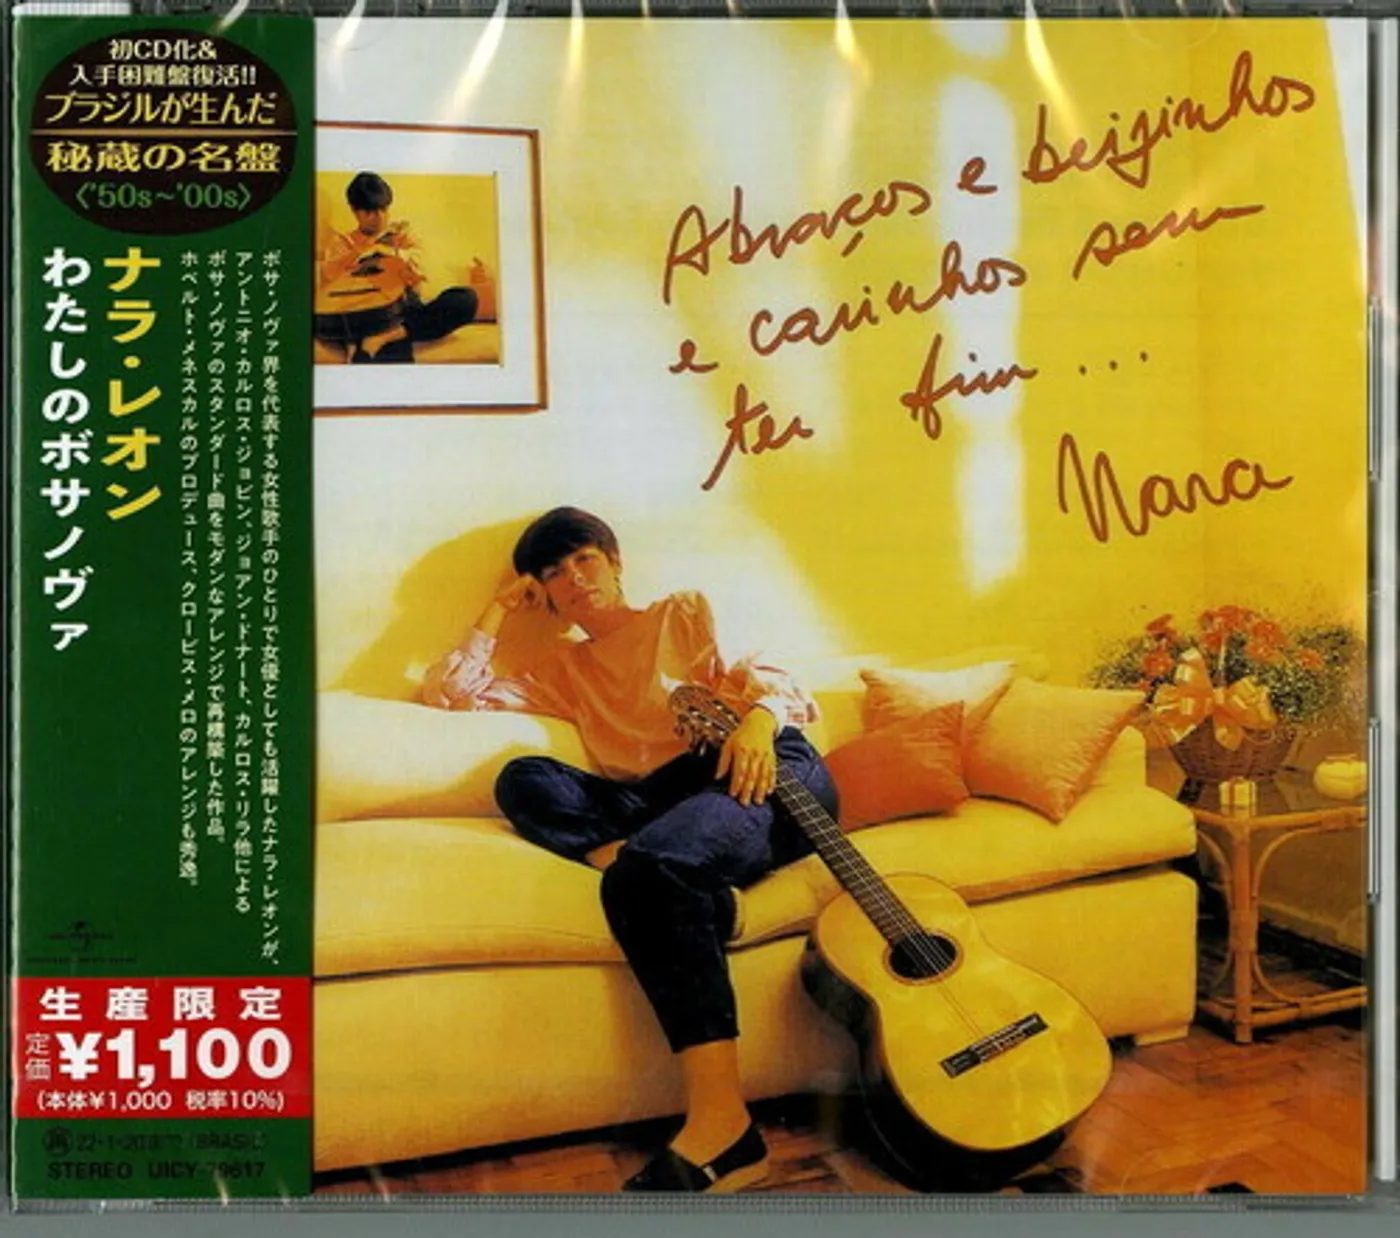 初CD化&
入手困難盤復活!!
ブラジルが生んだ
秘蔵の名盤
〈'50s～'00s〉
ナラ・レオン
わたしのボサノヴァ
ボサ・ノヴァ界を代表する女性歌手のひとりで女優としても活躍したナラ・レオンが、
アントニオ・カルロス・ジョビン、ジョアン・ドナート、カルロス・リラ他による
ボサ・ノヴァのスタンダード曲をモダンなアレンジで再構築した作品。
ホベルト・メネスカルのプロデュース、クロービス・メロのアレンジも秀逸。
生産限定
定価 ¥1,100
(本体¥1,000 税率10%)
STEREO UICY-79617
Abraços e beijinhos
e carinhos sem
ter fim ...
Nara